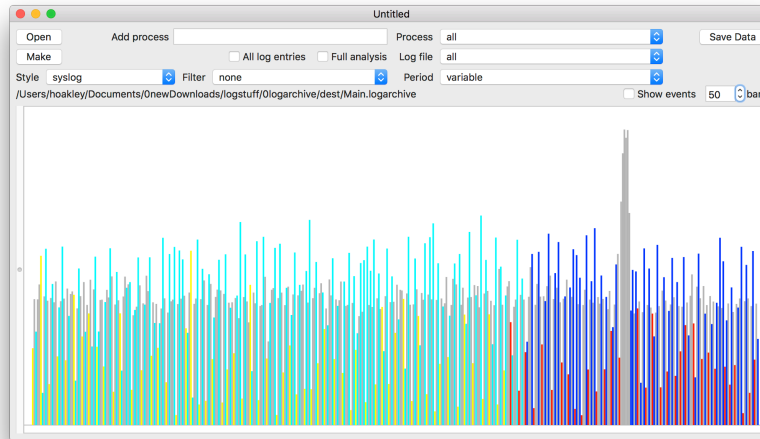 Untitled
Open Add process Process all Save Data
Make All log entries Full analysis Log file all
Style syslog Filter none Period variable
/Users/hoakley/Documents/0newDownloads/logstuff/0logarchive/dest/Main.logarchive Show events 50 bar